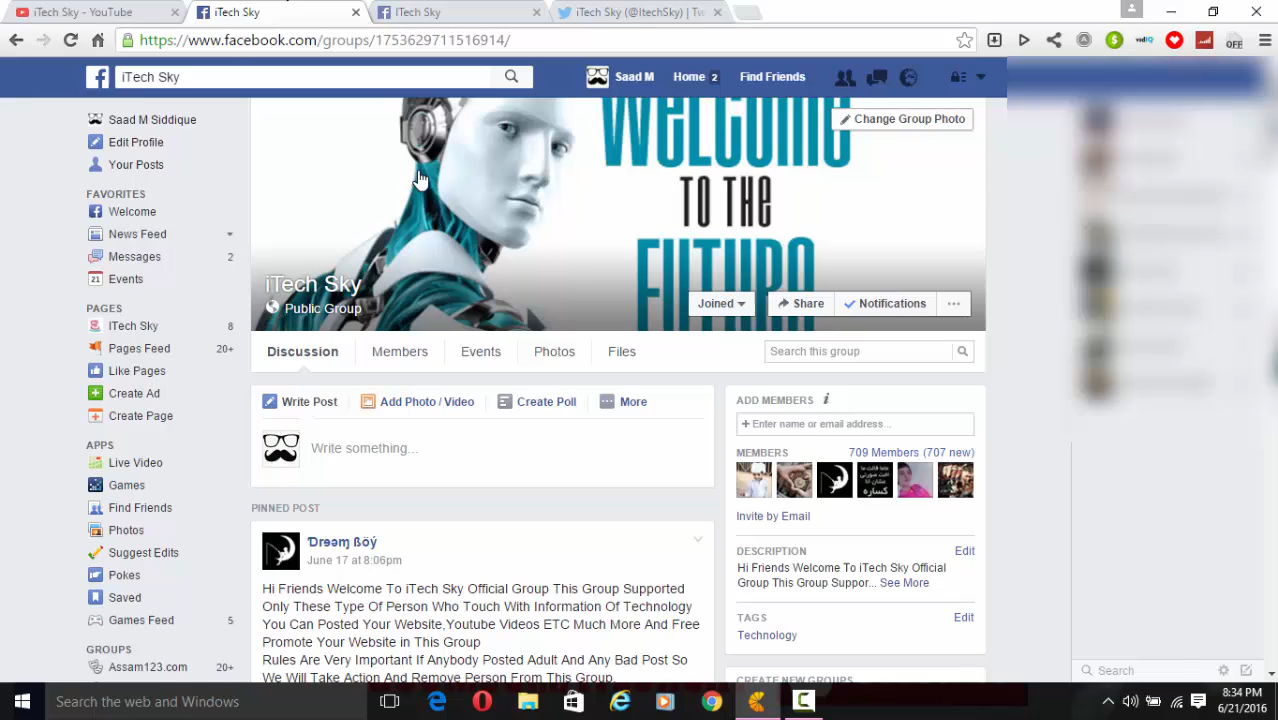 iTech Sky - YouTube
iTech Sky
iTech Sky
iTech Sky (@ItechSky) | Tw
https://www.facebook.com/groups/1753629711516914/
iTech Sky
Saad M
Home 2
Find Friends
Saad M Siddique
Edit Profile
Your Posts
FAVORITES
Welcome
News Feed
Messages 2
Events
PAGES
ITech Sky 8
Pages Feed 20+
Like Pages
Create Ad
Create Page
APPS
Live Video
Games
Find Friends
Photos
Suggest Edits
Pokes
Saved
Games Feed 5
GROUPS
Assam123.com 20+
WELCOME
TO THE
FUTURE
Change Group Photo
iTech Sky
Public Group
Joined
Share
Notifications
Discussion
Members
Events
Photos
Files
Search this group
Write Post
Add Photo / Video
Create Poll
More
Write something...
PINNED POST
Ɗrɘɘɱ ßöý
June 17 at 8:06pm
Hi Friends Welcome To iTech Sky Official Group This Group Supported
Only These Type Of Person Who Touch With Information Of Technology
You Can Posted Your Website,Youtube Videos ETC Much More And Free
Promote Your Website in This Group
Rules Are Very Important If Anybody Posted Adult And Any Bad Post So
We Will Take Action And Remove Person From This Group
ADD MEMBERS
+ Enter name or email address...
MEMBERS
709 Members (707 new)
Invite by Email
DESCRIPTION
Edit
Hi Friends Welcome To iTech Sky Official
Group This Group Suppor... See More
TAGS
Edit
Technology
CREATE NEW GROUPS
Search
Search the web and Windows
8:34 PM
6/21/2016